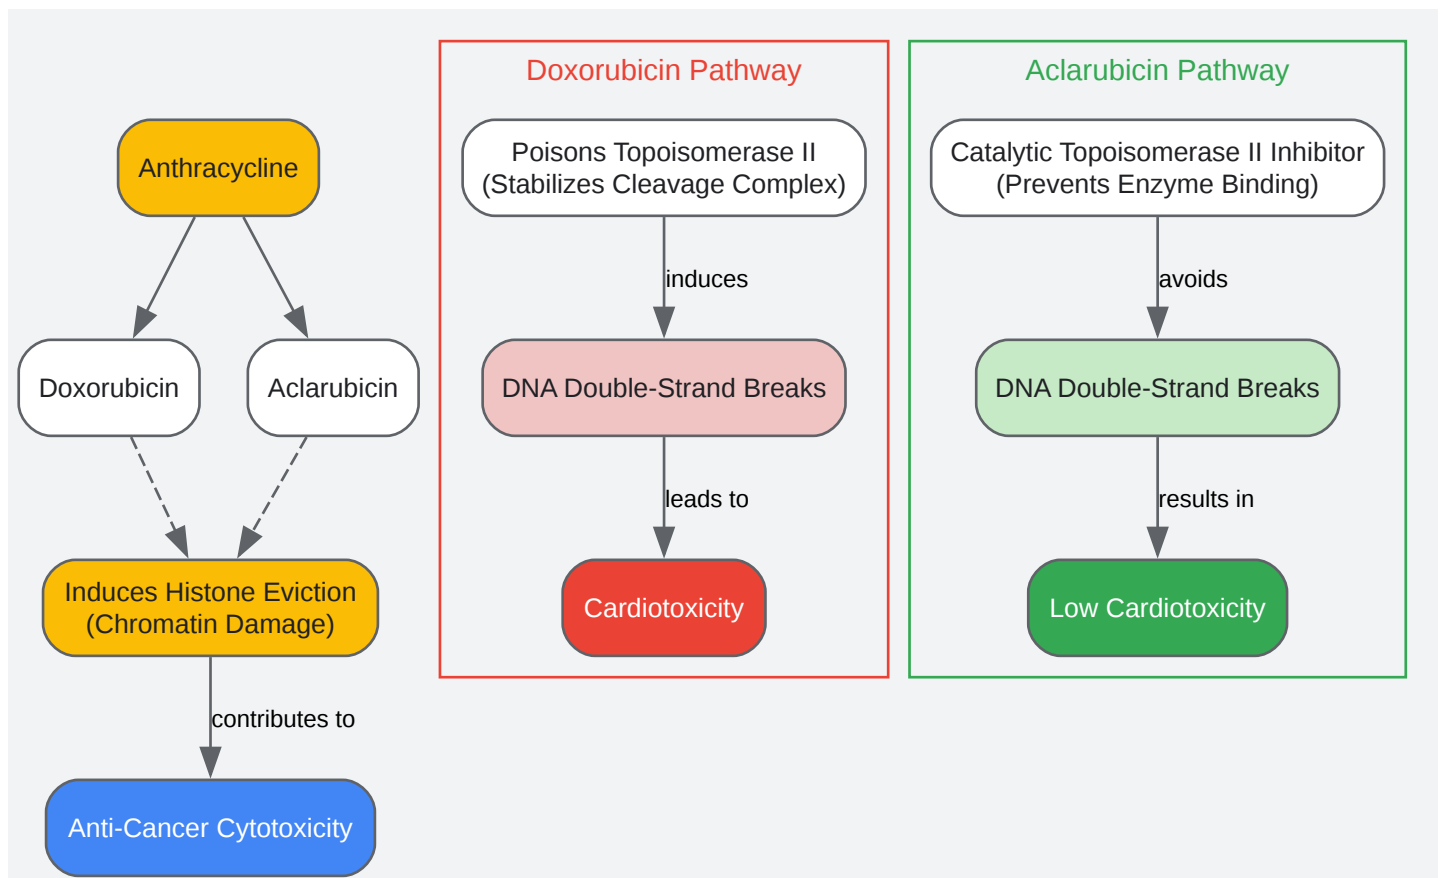 Anthracycline
Doxorubicin
Aclarubicin
Induces Histone Eviction
(Chromatin Damage)
contributes to
Anti-Cancer Cytotoxicity
Doxorubicin Pathway
Poisons Topoisomerase II
(Stabilizes Cleavage Complex)
induces
DNA Double-Strand Breaks
leads to
Cardiotoxicity
Aclarubicin Pathway
Catalytic Topoisomerase II Inhibitor
(Prevents Enzyme Binding)
avoids
DNA Double-Strand Breaks
results in
Low Cardiotoxicity